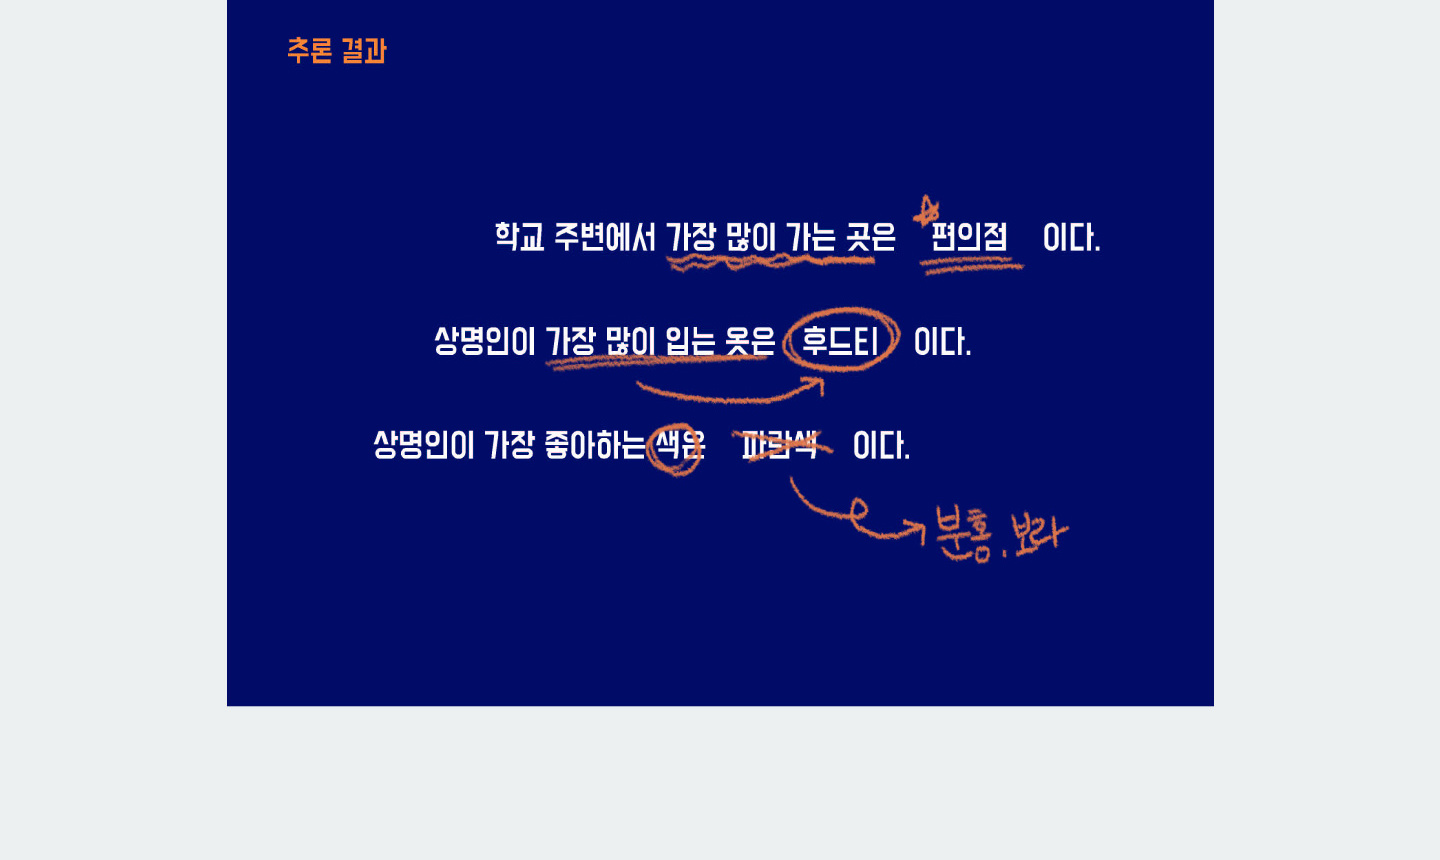 추론 결과
학교 주변에서 가장 많이 가는 곳은 편의점 이다.
상명인이 가장 많이 입는 옷은 후드티 이다.
상명인이 가장 좋아하는 색은 파란색 이다.
분홍, 보라